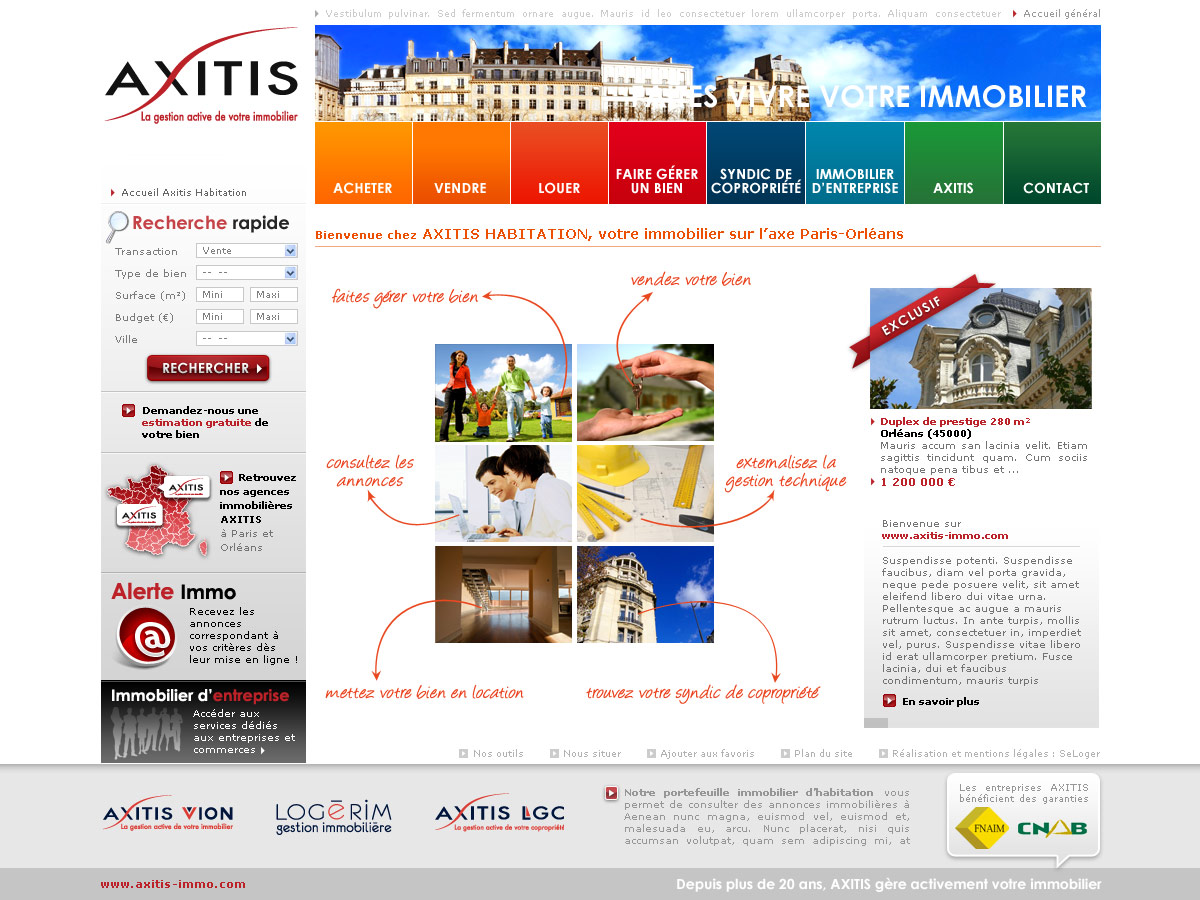 Vestibulum pulvinar. Sed fermentum ornare augue. Mauris id leo consectetuer lorem ullamcorper porta. Aliquam consectetuer
Accueil général
AXITIS
La gestion active de votre immobilier
VIVRE VOTRE IMMOBILIER
ACHETER
VENDRE
LOUER
FAIRE GÉRER
UN BIEN
SYNDIC DE
COPROPRIÉTÉ
IMMOBILIER
D'ENTREPRISE
AXITIS
CONTACT
Accueil Axitis Habitation
Recherche rapide
Transaction
Vente
Type de bien
-- --
Surface (m²)
Mini
Maxi
Budget (€)
Mini
Maxi
Ville
-- --
RECHERCHER
Demandez-nous une
estimation gratuite de
votre bien
AXITIS
AXITIS
Retrouvez
nos agences
immobilières
AXITIS
à Paris et
Orléans
Alerte Immo
@
Recevez les
annonces
correspondant à
vos critères dès
leur mise en ligne !
Immobilier d'entreprise
Accéder aux
services dédiés
aux entreprises et
commerces
Bienvenue chez AXITIS HABITATION, votre immobilier sur l'axe Paris-Orléans
faites gérer votre bien
vendez votre bien
consultez les
annonces
externalisez la
gestion technique
mettez votre bien en location
trouvez votre syndic de copropriété
EXCLUSIF
Duplex de prestige 280 m²
Orléans (45000)
Mauris accum san lacinia velit. Etiam
sagittis tincidunt quam. Cum sociis
natoque pena tibus et ...
1 200 000 €
Bienvenue sur
www.axitis-immo.com
Suspendisse potenti. Suspendisse
faucibus, diam vel porta gravida,
neque pede posuere velit, sit amet
eleifend libero dui vitae urna.
Pellentesque ac augue a mauris
rutrum luctus. In ante turpis, mollis
sit amet, consectetuer in, imperdiet
vel, purus. Suspendisse vitae libero
id erat ullamcorper pretium. Fusce
lacinia, dui et faucibus
condimentum, mauris turpis
En savoir plus
Nos outils
Nous situer
Ajouter aux favoris
Plan du site
Réalisation et mentions légales : SeLoger
AXITIS VION
La gestion active de votre immobilier
LOGĒRIM
gestion immobilière
AXITIS LGC
La gestion active de votre copropriété
Notre portefeuille immobilier d'habitation vous
permet de consulter des annonces immobilières à
Aenean nunc magna, euismod vel, euismod et,
malesuada eu, arcu. Nunc placerat, nisi quis
accumsan volutpat, quam sem adipiscing mi, at
Les entreprises AXITIS
bénéficient des garanties
FNAIM
CNAB
www.axitis-immo.com
Depuis plus de 20 ans, AXITIS gère activement votre immobilier